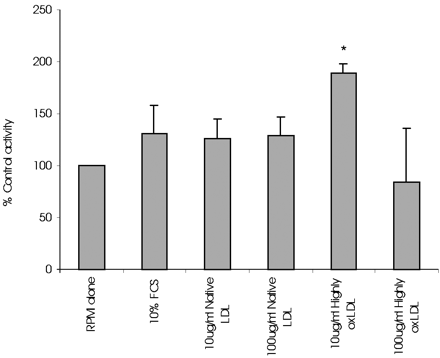 % Control activity
250
200
150
100
50
0
*
RPM alone
10% FCS
10ug/ml Native
LDL
100ug/ml Native
LDL
10ug/ml Highly
oxLDL
100ug/ml Highly
oxLDL